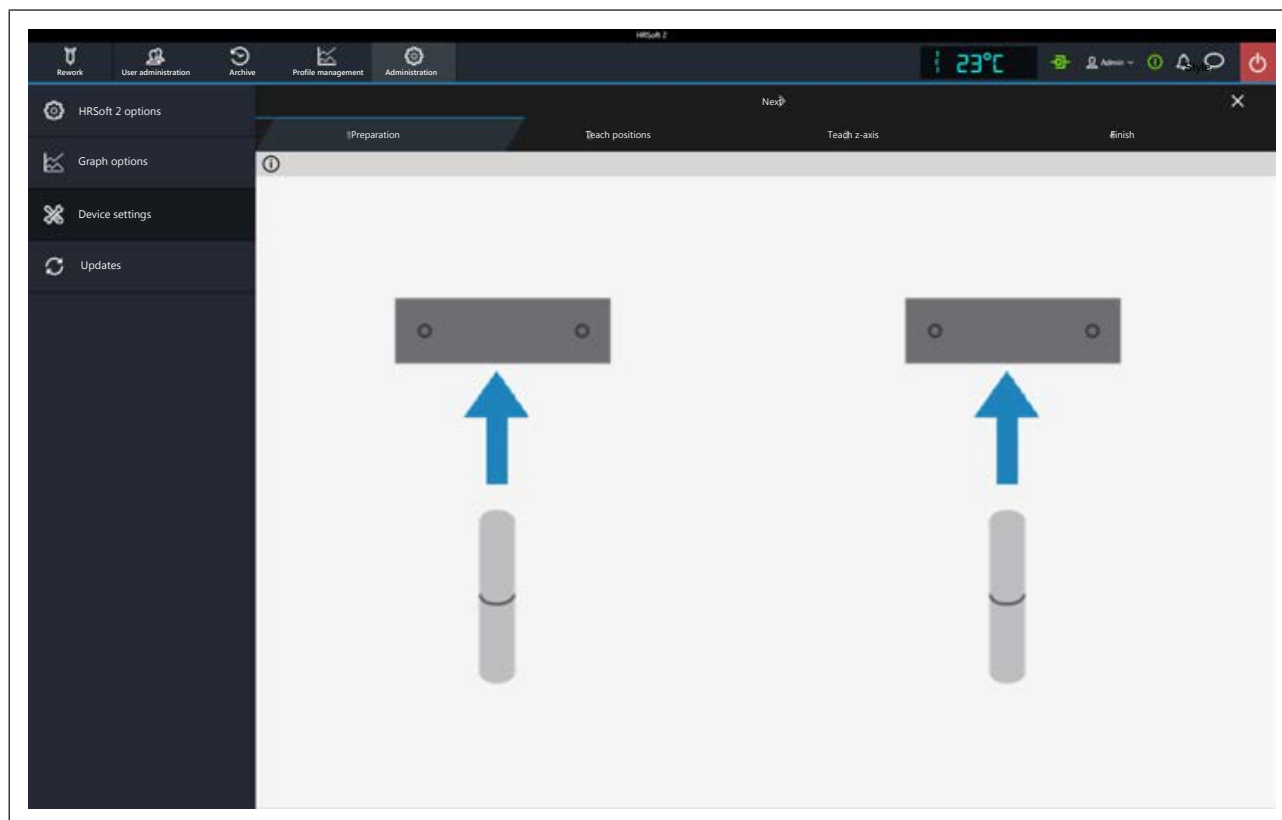 HRSoft 2
Rework User administration Archive Profile management Administration 23°C Admin Style
HRSoft 2 options
Next
Preparation Teach positions Teach z-axis Finish
Graph options
Device settings
Updates